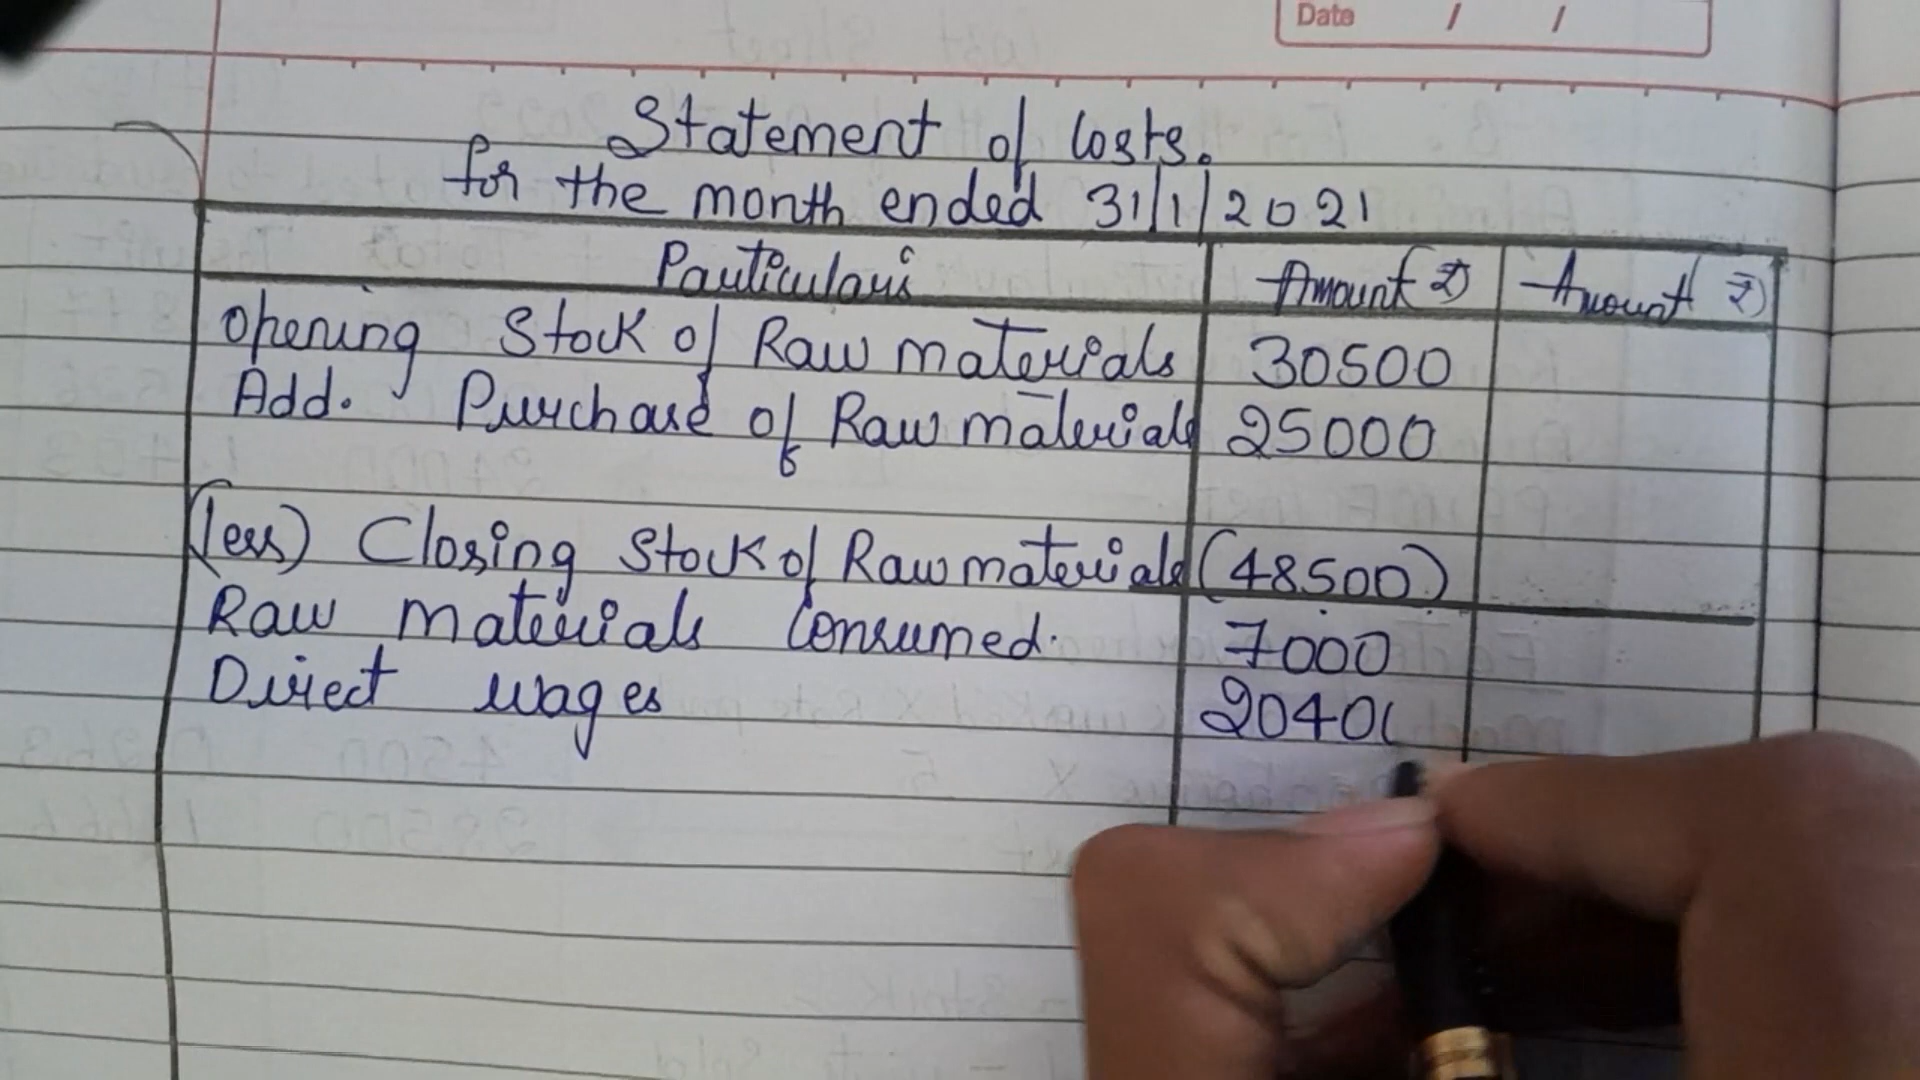 Date / /
Statement of Costs.
for the month ended 31/1/2021
Particulars Amount ₹) Amount ₹)
Opening Stock of Raw materials 30500
Add. Purchase of Raw materials 25000
(less) Closing Stock of Raw materials (48500)
Raw materials Consumed. 7000
Direct wages 2040